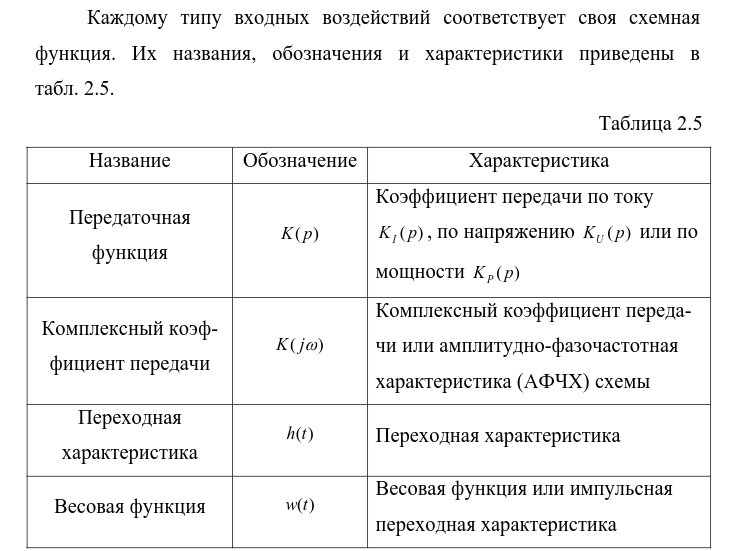 Каждому типу входных воздействий соответствует своя схемная
функция. Их названия, обозначения и характеристики приведены в
табл. 2.5.
Таблица 2.5
Название Обозначение Характеристика
Передаточная
функция
K(p)
Коэффициент передачи по току
K_I(p), по напряжению K_U(p) или по
мощности K_P(p)
Комплексный коэф-
фициент передачи
K(jω)
Комплексный коэффициент переда-
чи или амплитудно-фазочастотная
характеристика (АФЧХ) схемы
Переходная
характеристика
h(t)
Переходная характеристика
Весовая функция
w(t)
Весовая функция или импульсная
переходная характеристика